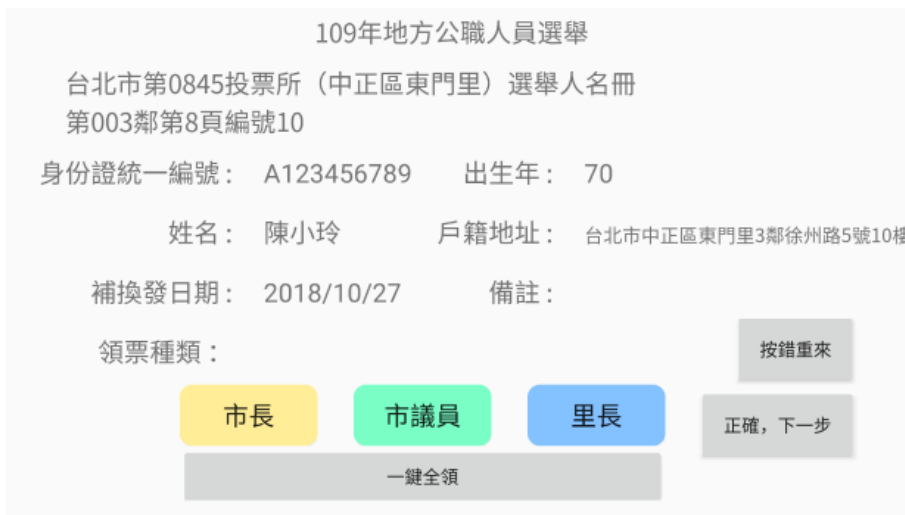 109年地方公職人員選舉
台北市第0845投票所（中正區東門里）選舉人名冊
第003鄰第8頁編號10
身份證統一編號： A123456789 出生年： 70
姓名： 陳小玲 戶籍地址： 台北市中正區東門里3鄰徐州路5號10樓
補換發日期： 2018/10/27 備註：
領票種類：
按錯重來
市長 市議員 里長
正確，下一步
一鍵全領